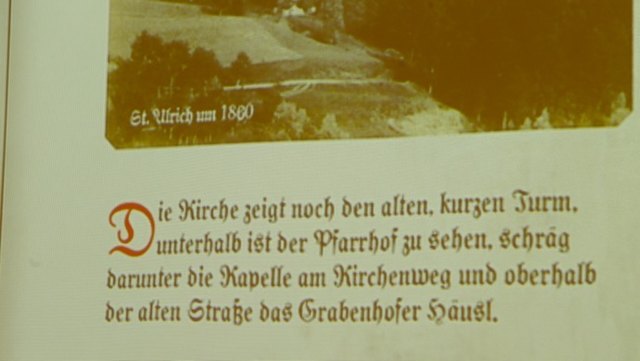 St. Ulrich um 1860
Die Kirche zeigt noch den alten, kurzen Turm,
unterhalb ist der Pfarrhof zu sehen, schräg
darunter die Kapelle am Kirchenweg und oberhalb
der alten Straße das Grabenhofer Häusl.